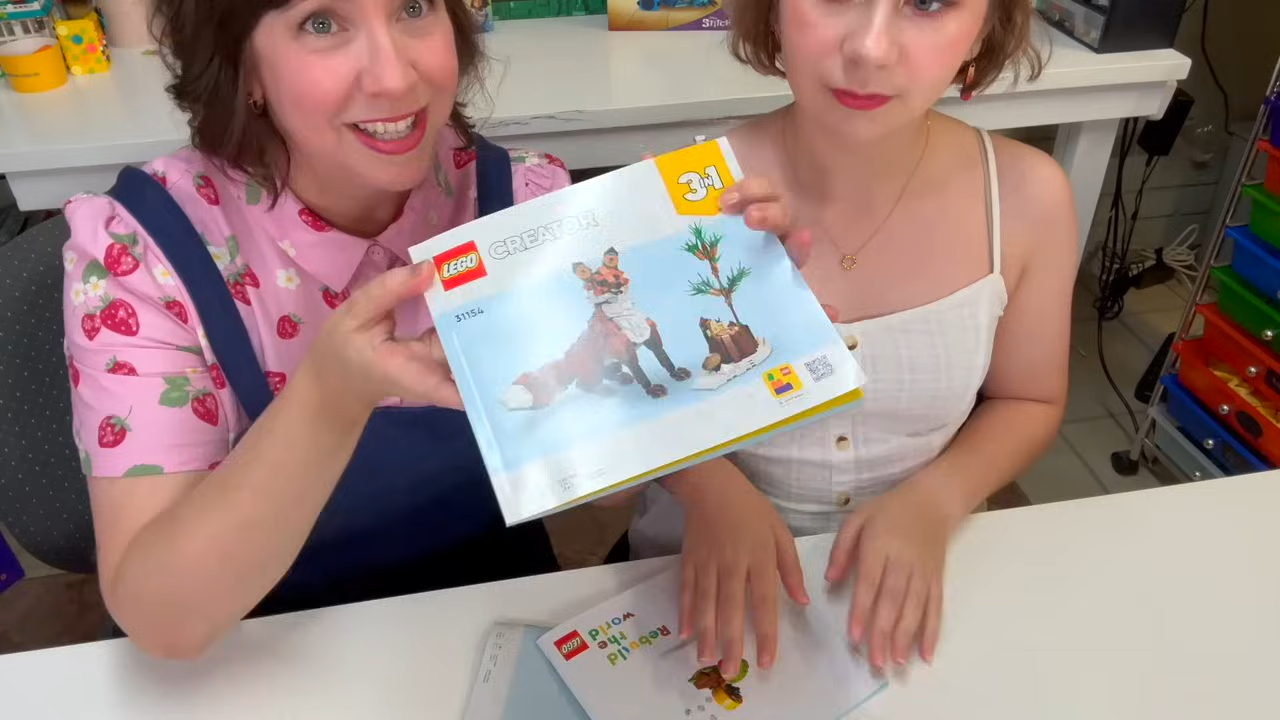 STITCH
3IN1
LEGO
CREATOR
31154
LEGO
Rebuild
the
world